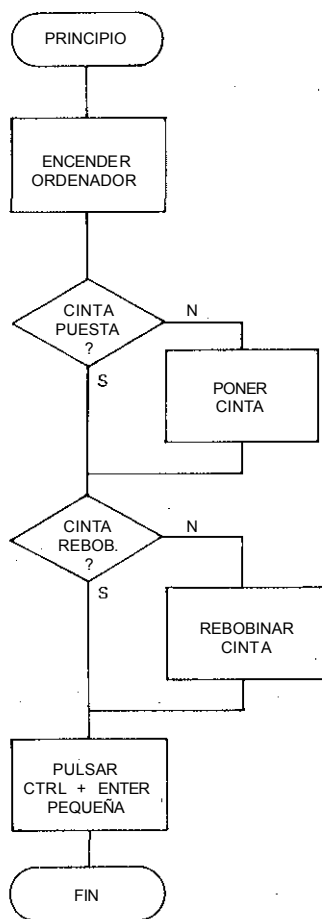 PRINCIPIO
ENCENDER
ORDENADOR
CINTA
PUESTA
?
N
S
PONER
CINTA
CINTA
REBOB.
?
N
S
REBOBINAR
CINTA
PULSAR
CTRL + ENTER
PEQUEÑA
FIN